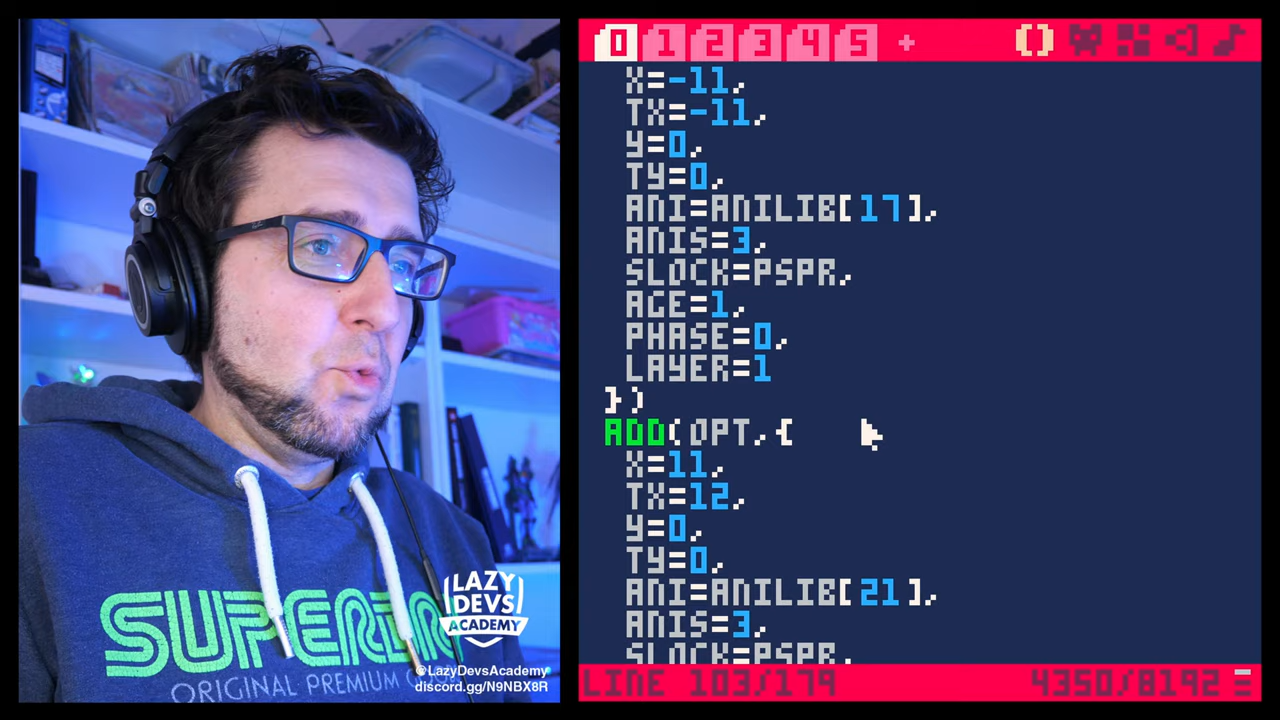 0 1 2 3 4 5 +
X=-11,
TX=-11,
Y=0,
TY=0,
ANI=ANILIB[17],
ANIS=3,
SLOCK=PSPR,
AGE=1,
PHASE=0,
LAYER=1
})
ADD(OPT,{
X=11,
TX=12,
Y=0,
TY=0,
ANI=ANILIB[21],
ANIS=3,
SLOCK=PSPR,
LINE 103/179 4350/8192
LAZY
DEVS
ACADEMY
@LazyDevsAcademy
discord.gg/N9NBX8R
ORIGINAL PREMIUM